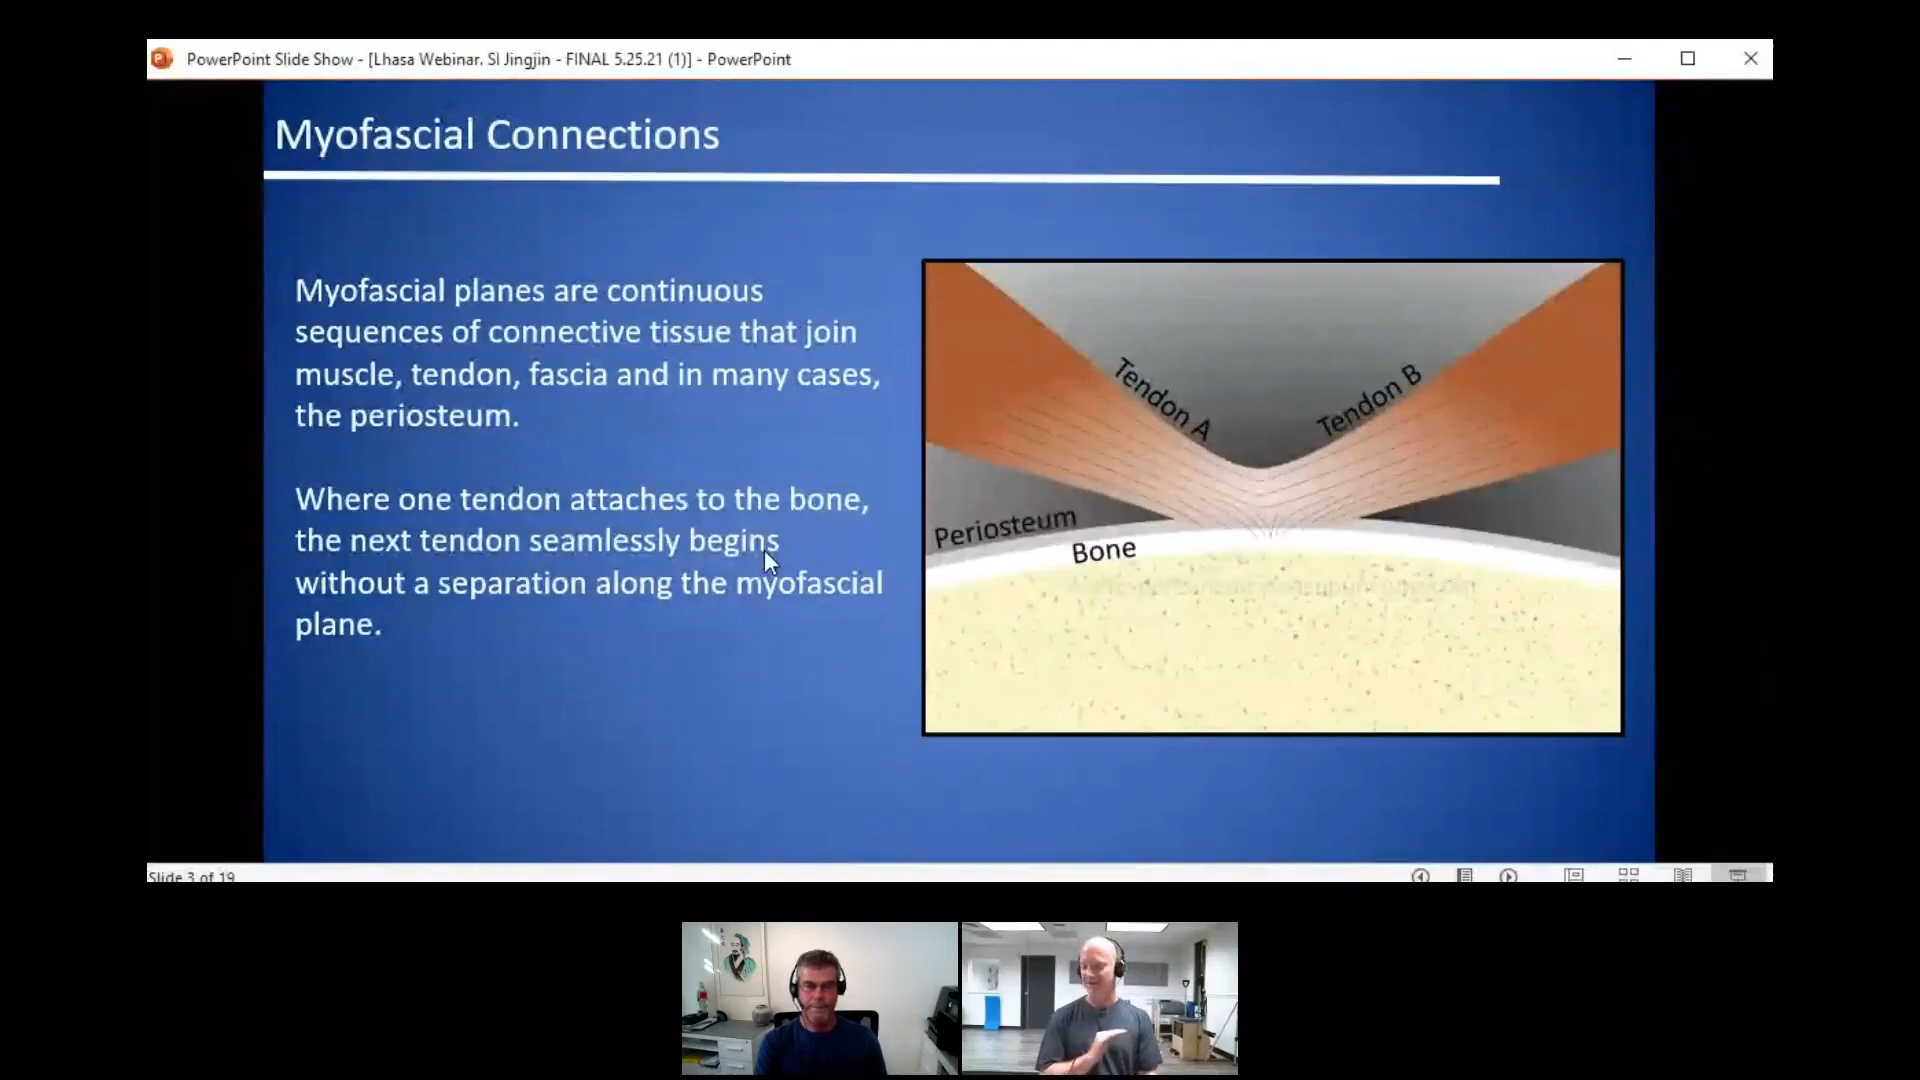 PowerPoint Slide Show - [Lhasa Webinar. SI Jingjin - FINAL 5.25.21 (1)] - PowerPoint
Myofascial Connections
Myofascial planes are continuous
sequences of connective tissue that join
muscle, tendon, fascia and in many cases,
the periosteum.
Where one tendon attaches to the bone,
the next tendon seamlessly begins
without a separation along the myofascial
plane.
Tendon A
Tendon B
Periosteum
Bone
Slide 3 of 19